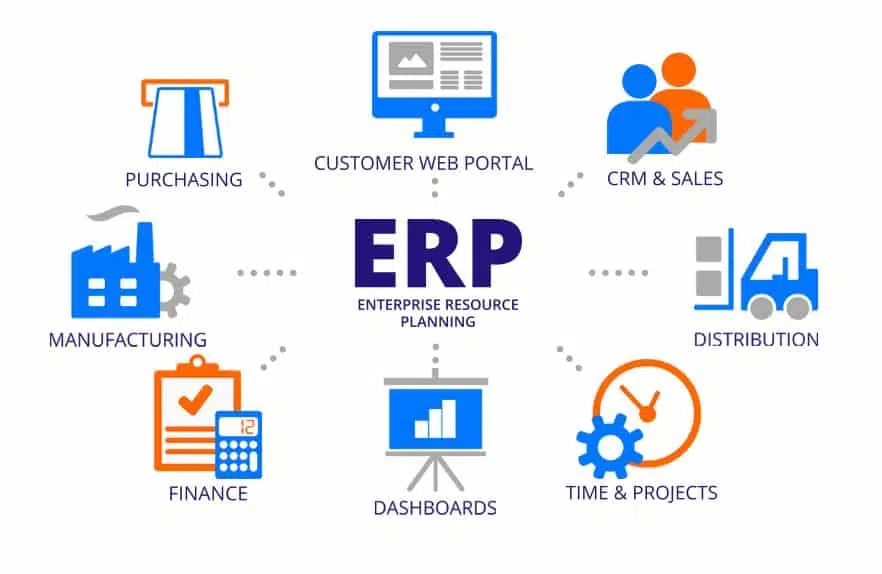 CUSTOMER WEB PORTAL
PURCHASING
CRM & SALES
ERP
ENTERPRISE RESOURCE
PLANNING
MANUFACTURING
DISTRIBUTION
12
FINANCE
DASHBOARDS
TIME & PROJECTS